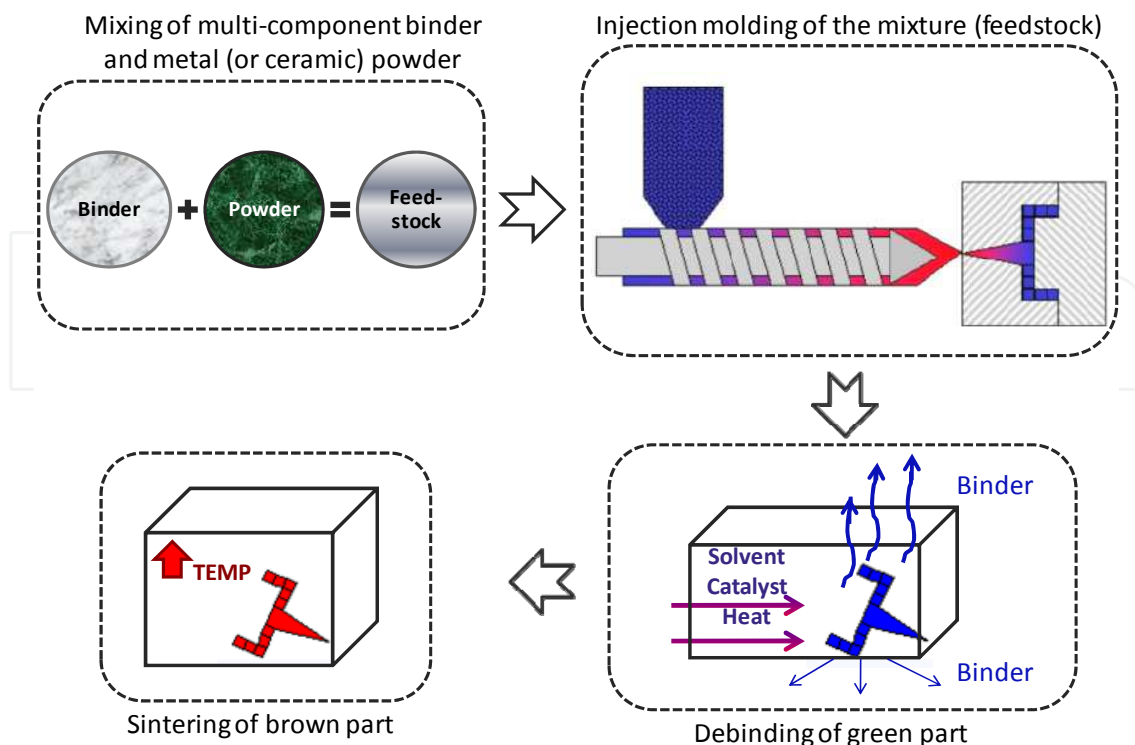 Mixing of multi-component binder
and metal (or ceramic) powder
Injection molding of the mixture (feedstock)
Binder
+
Powder
=
Feed-
stock
Binder
Solvent
Catalyst
Heat
Binder
Debinding of green part
TEMP
Sintering of brown part